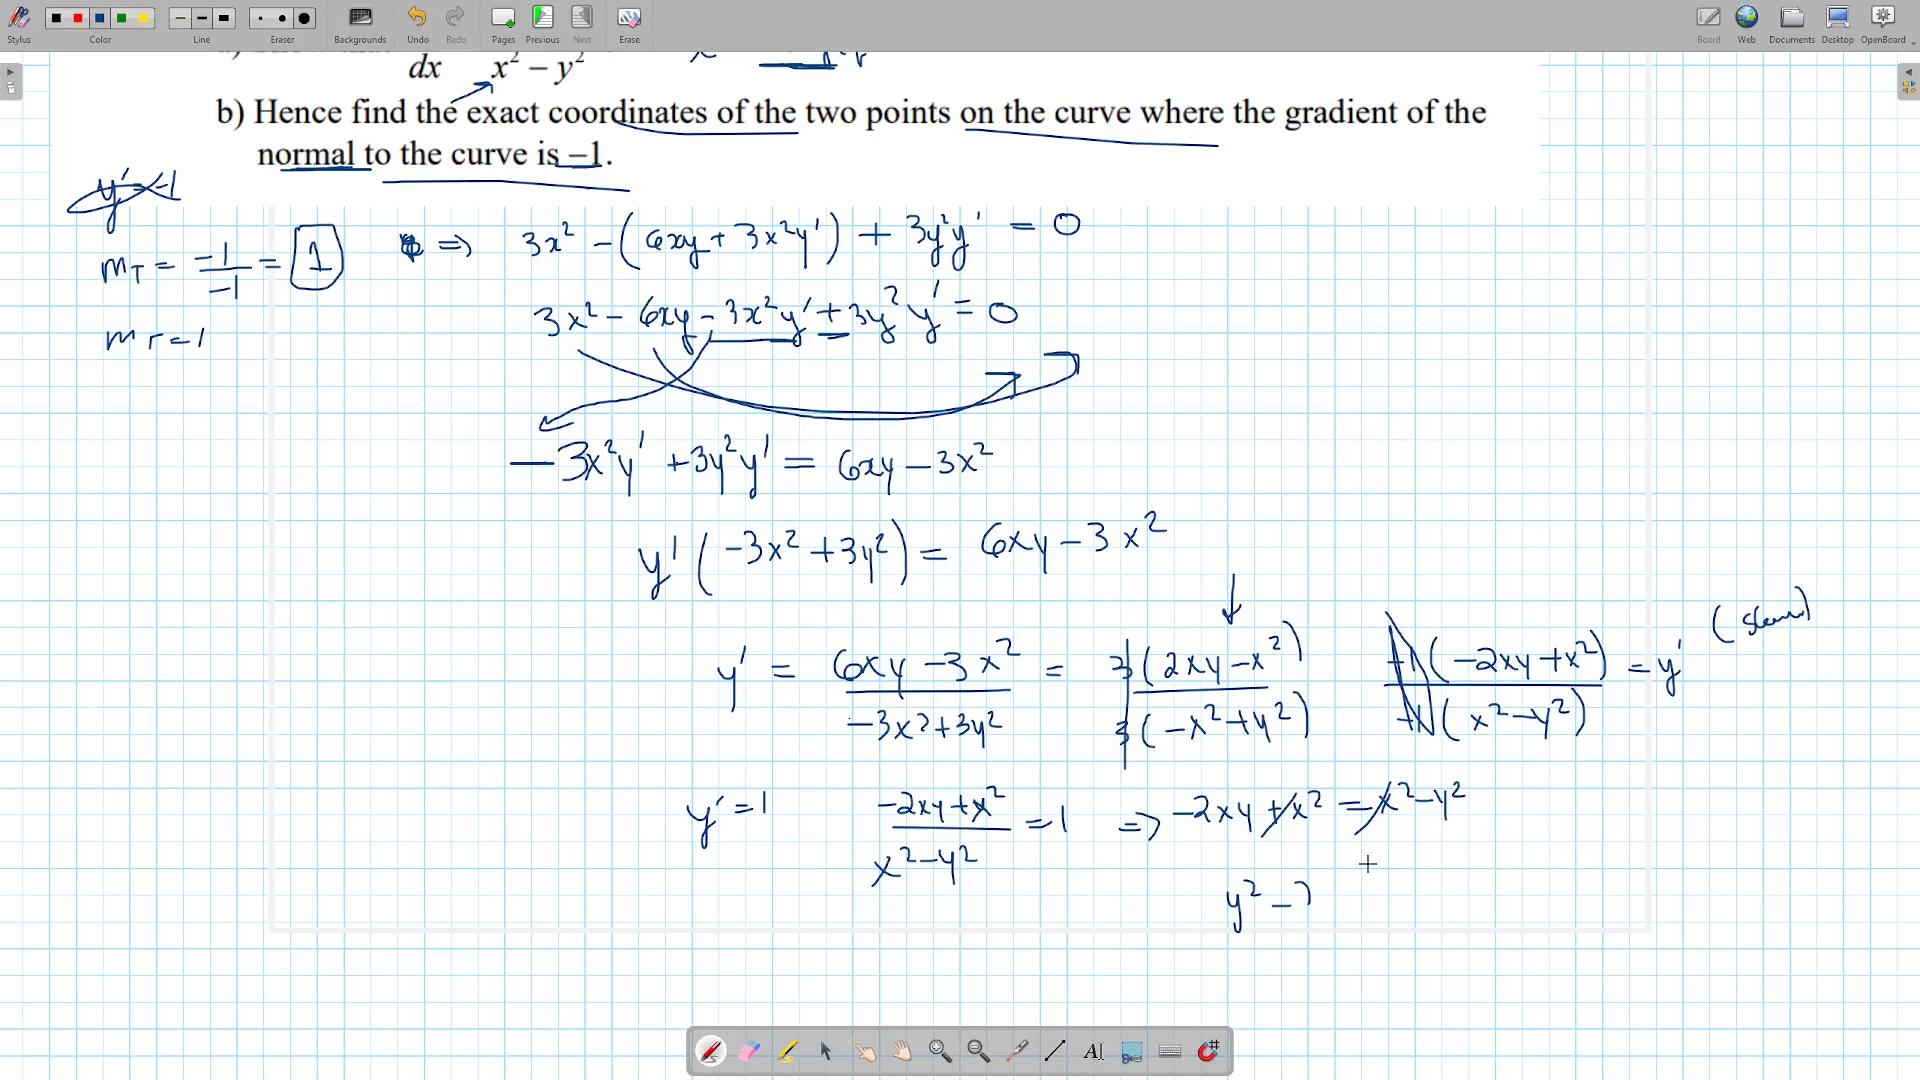 Stylus Color Line Eraser Backgrounds Undo Redo Pages Previous Next Erase Board Web Documents Desktop OpenBoard
dx x² − y²
b) Hence find the exact coordinates of the two points on the curve where the gradient of the
normal to the curve is −1.
y' = −1
m_T = −1/−1 = 1
m_T = 1
⇒ 3x² − (6xy + 3x²y') + 3y²y' = 0
3x² − 6xy − 3x²y' + 3y²y' = 0
−3x²y' + 3y²y' = 6xy − 3x²
y'(−3x² + 3y²) = 6xy − 3x²
y' = (6xy − 3x²)/(−3x² + 3y²) = 3(2xy − x²)/3(−x² + y²) (−2xy + x²)/(x² − y²) = y'
y' = 1 (−2xy + x²)/(x² − y²) = 1 ⇒ −2xy + x² = x² − y²
y² − 2